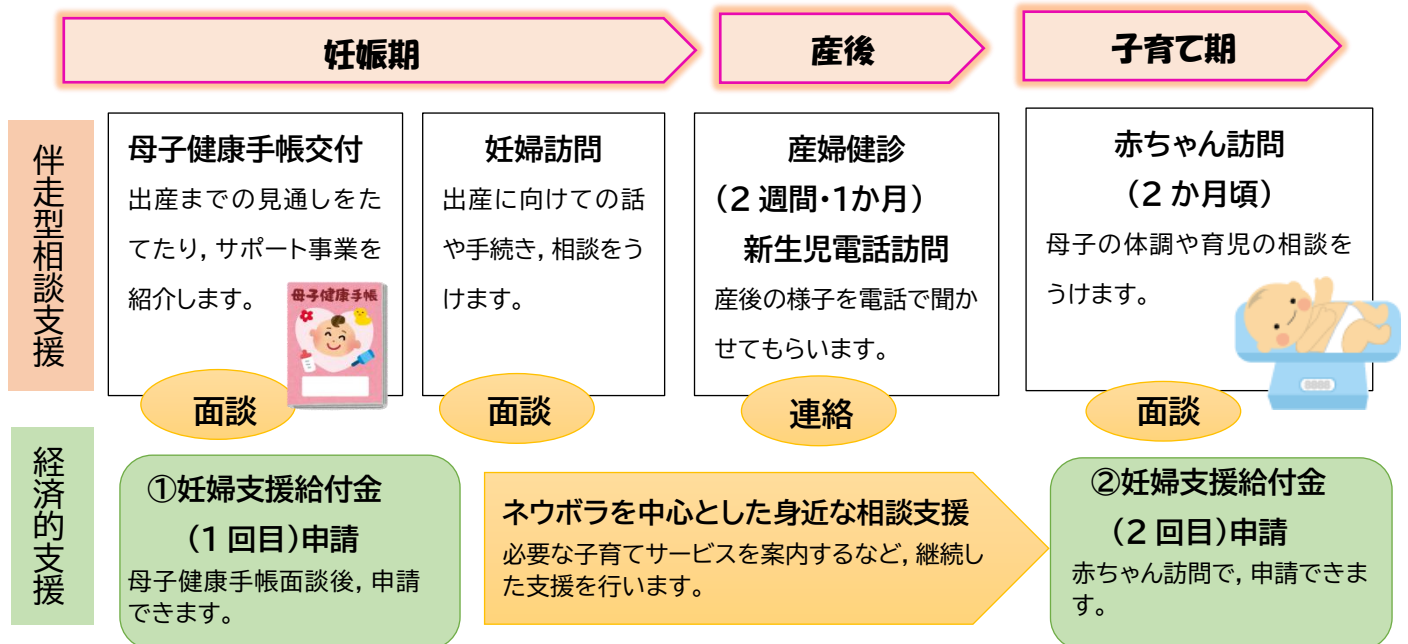 妊娠期
産後
子育て期
伴走型相談支援
母子健康手帳交付
出産までの見通しをた
てたり，サポート事業を
紹介します。
母子健康手帳
面談
妊婦訪問
出産に向けての話
や手続き，相談をう
けます。
面談
産婦健診
（2 週間・1か月）
新生児電話訪問
産後の様子を電話で聞か
せてもらいます。
連絡
赤ちゃん訪問
（2 か月頃）
母子の体調や育児の相談を
うけます。
8888
面談
経済的支援
①妊婦支援給付金
（1 回目）申請
母子健康手帳面談後，申請
できます。
ネウボラを中心とした身近な相談支援
必要な子育てサービスを案内するなど，継続し
た支援を行います。
②妊婦支援給付金
（2 回目）申請
赤ちゃん訪問で，申請できま
す。